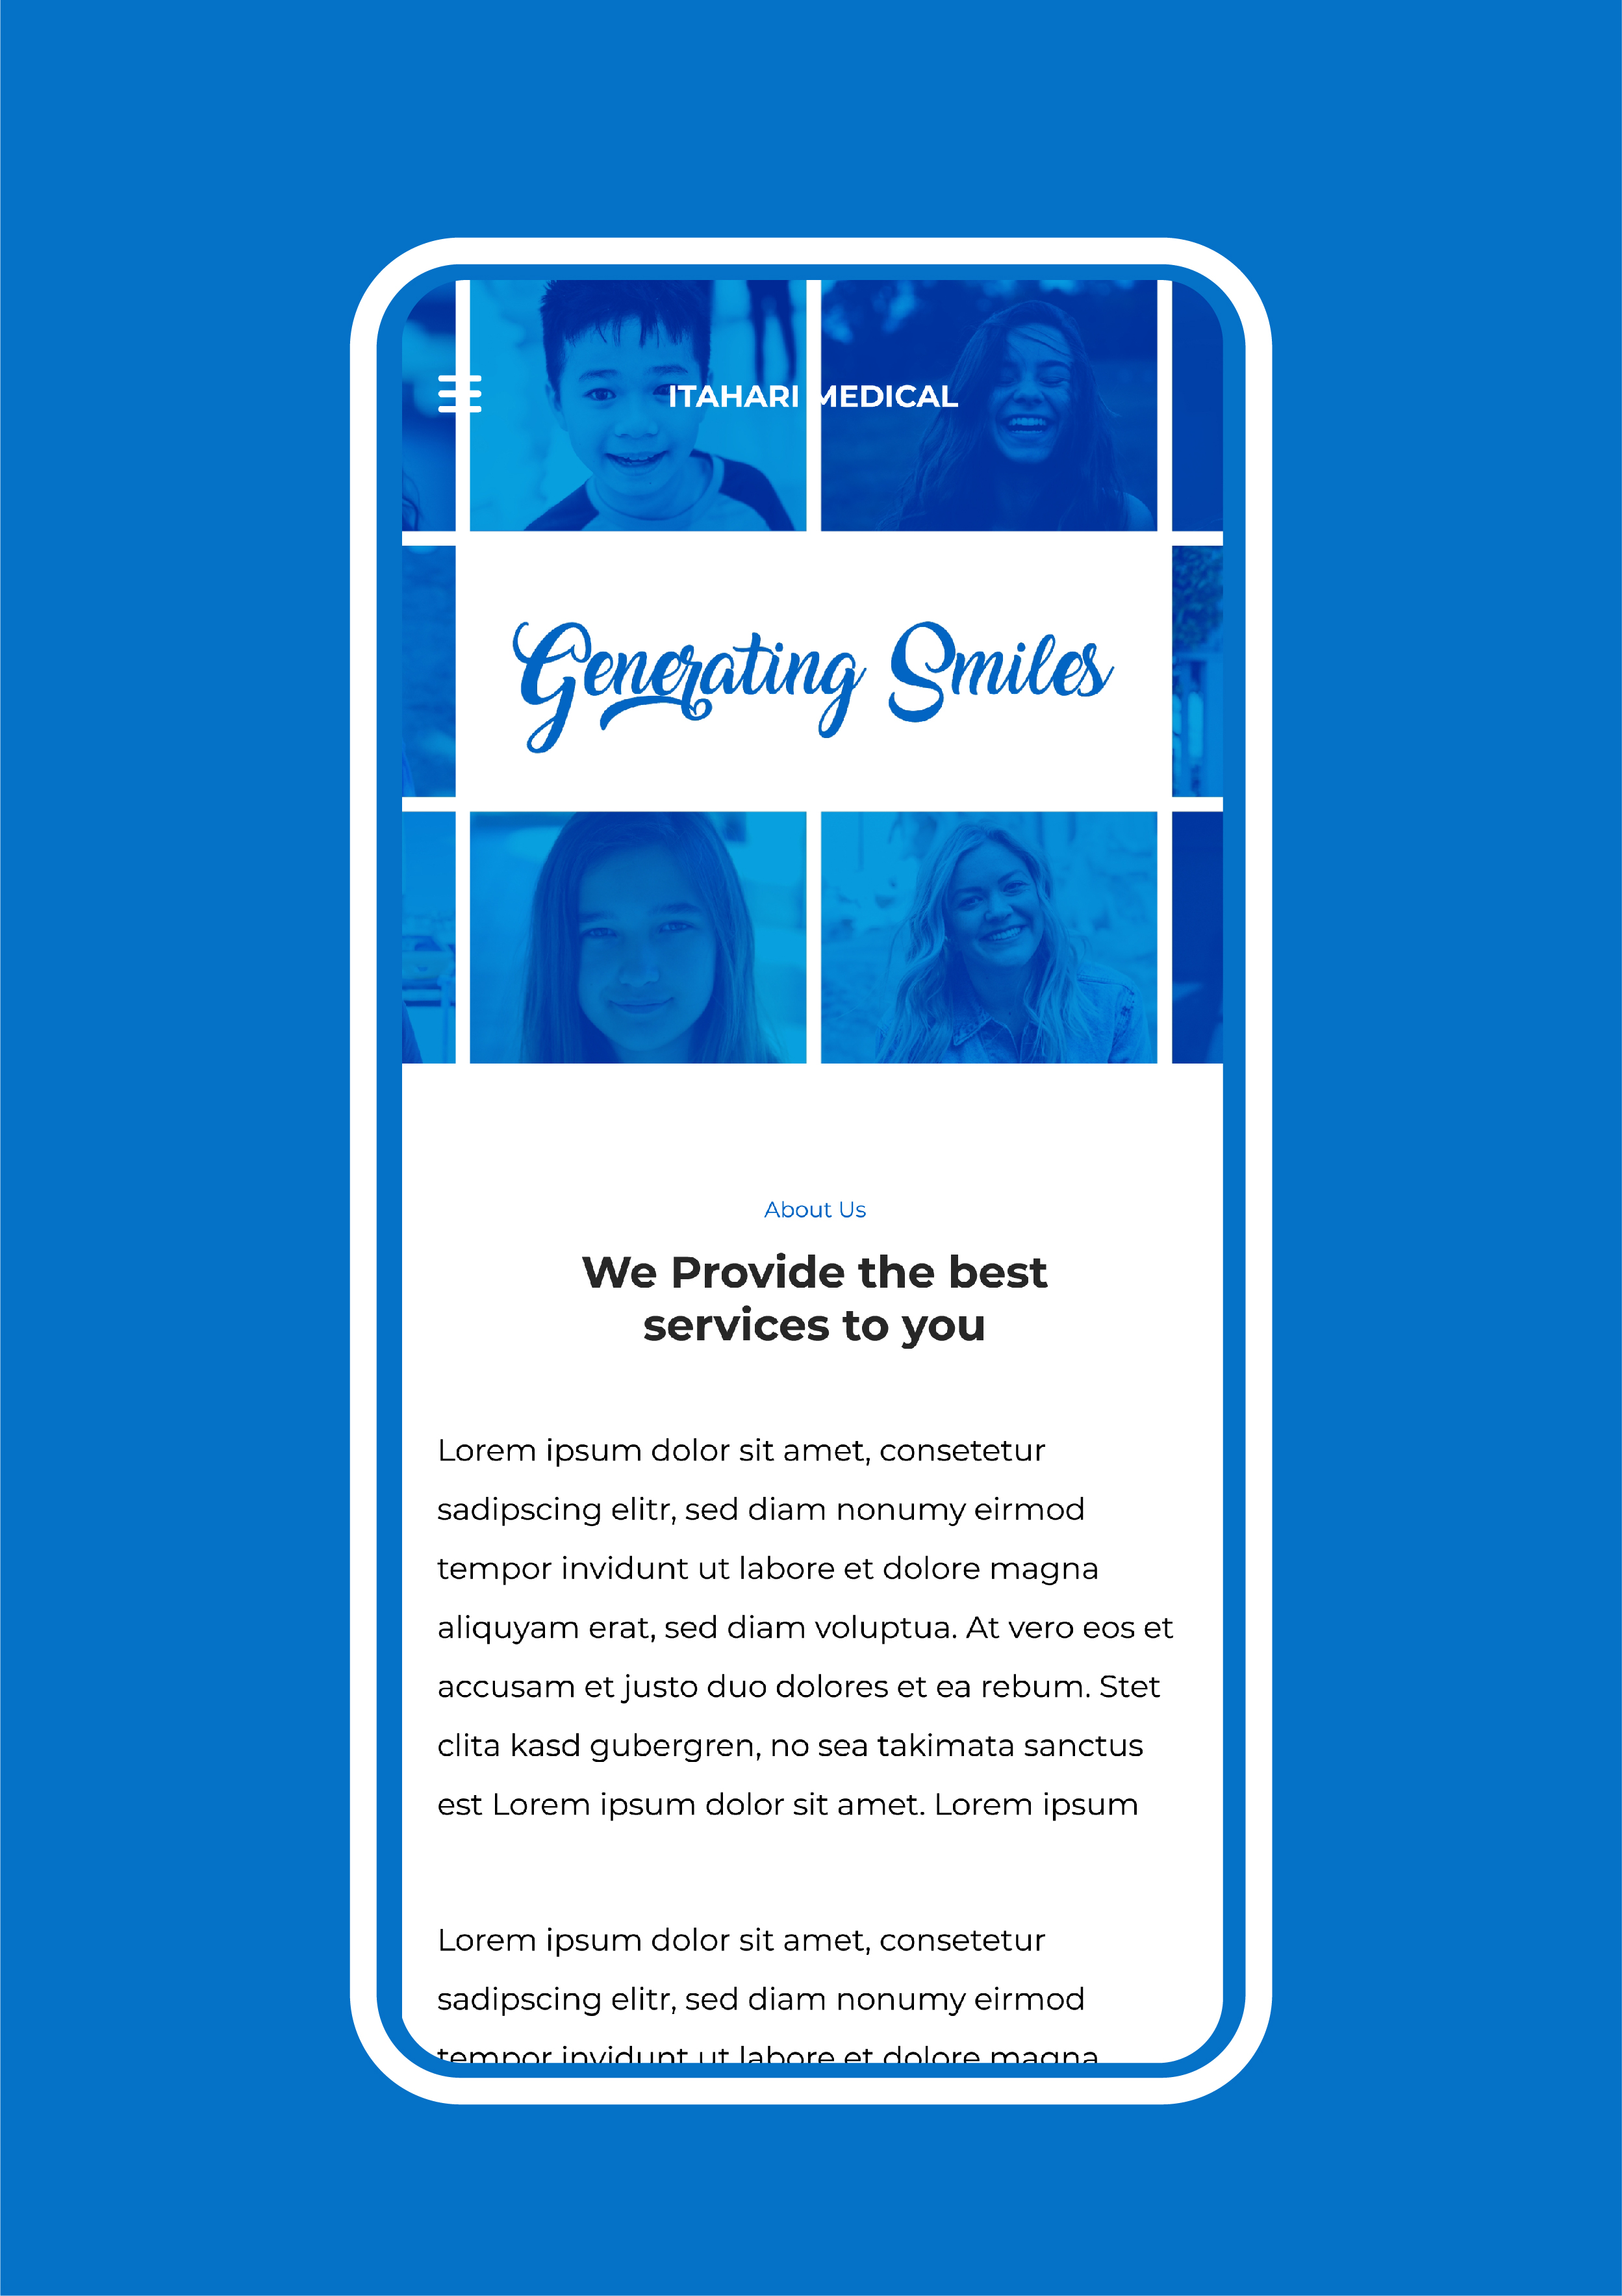 ITAHARI MEDICAL
Generating Smiles
About Us
We Provide the best
services to you
Lorem ipsum dolor sit amet, consetetur
sadipscing elitr, sed diam nonumy eirmod
tempor invidunt ut labore et dolore magna
aliquyam erat, sed diam voluptua. At vero eos et
accusam et justo duo dolores et ea rebum. Stet
clita kasd gubergren, no sea takimata sanctus
est Lorem ipsum dolor sit amet. Lorem ipsum
Lorem ipsum dolor sit amet, consetetur
sadipscing elitr, sed diam nonumy eirmod
tempor invidunt ut labore et dolore magna